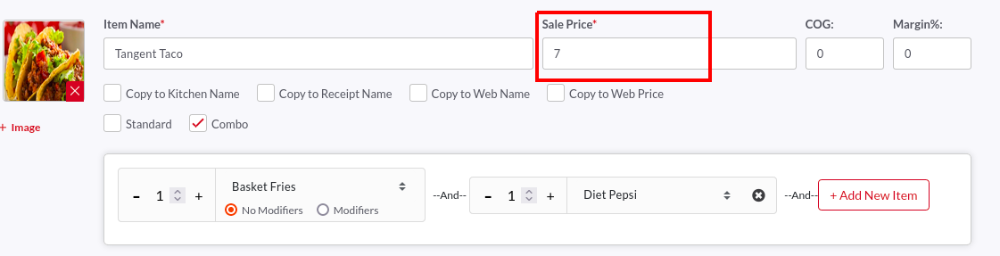 Item Name* Sale Price* COG: Margin%:
Tangent Taco 7 0 0
Copy to Kitchen Name Copy to Receipt Name Copy to Web Name Copy to Web Price
+ Image Standard Combo
- 1 + Basket Fries --And-- - 1 + Diet Pepsi --And-- + Add New Item
No Modifiers Modifiers